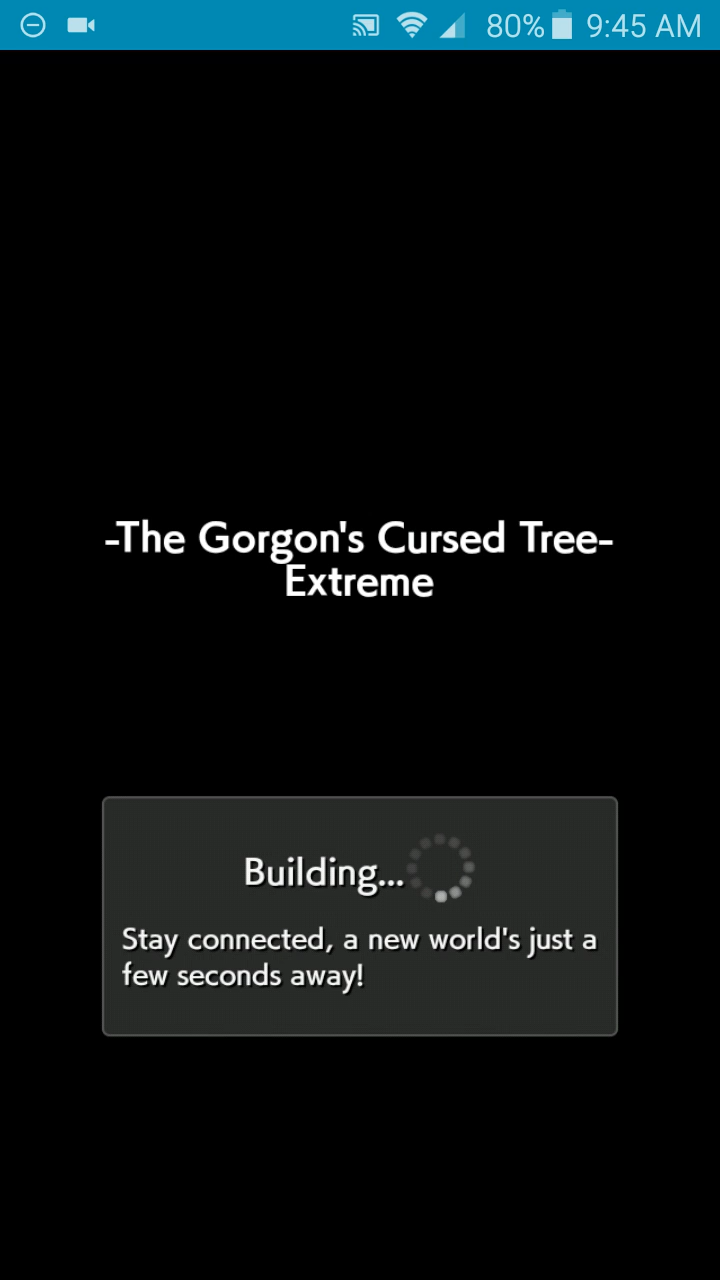 80% 9:45 AM
-The Gorgon's Cursed Tree-
Extreme
Building...
Stay connected, a new world's just a
few seconds away!